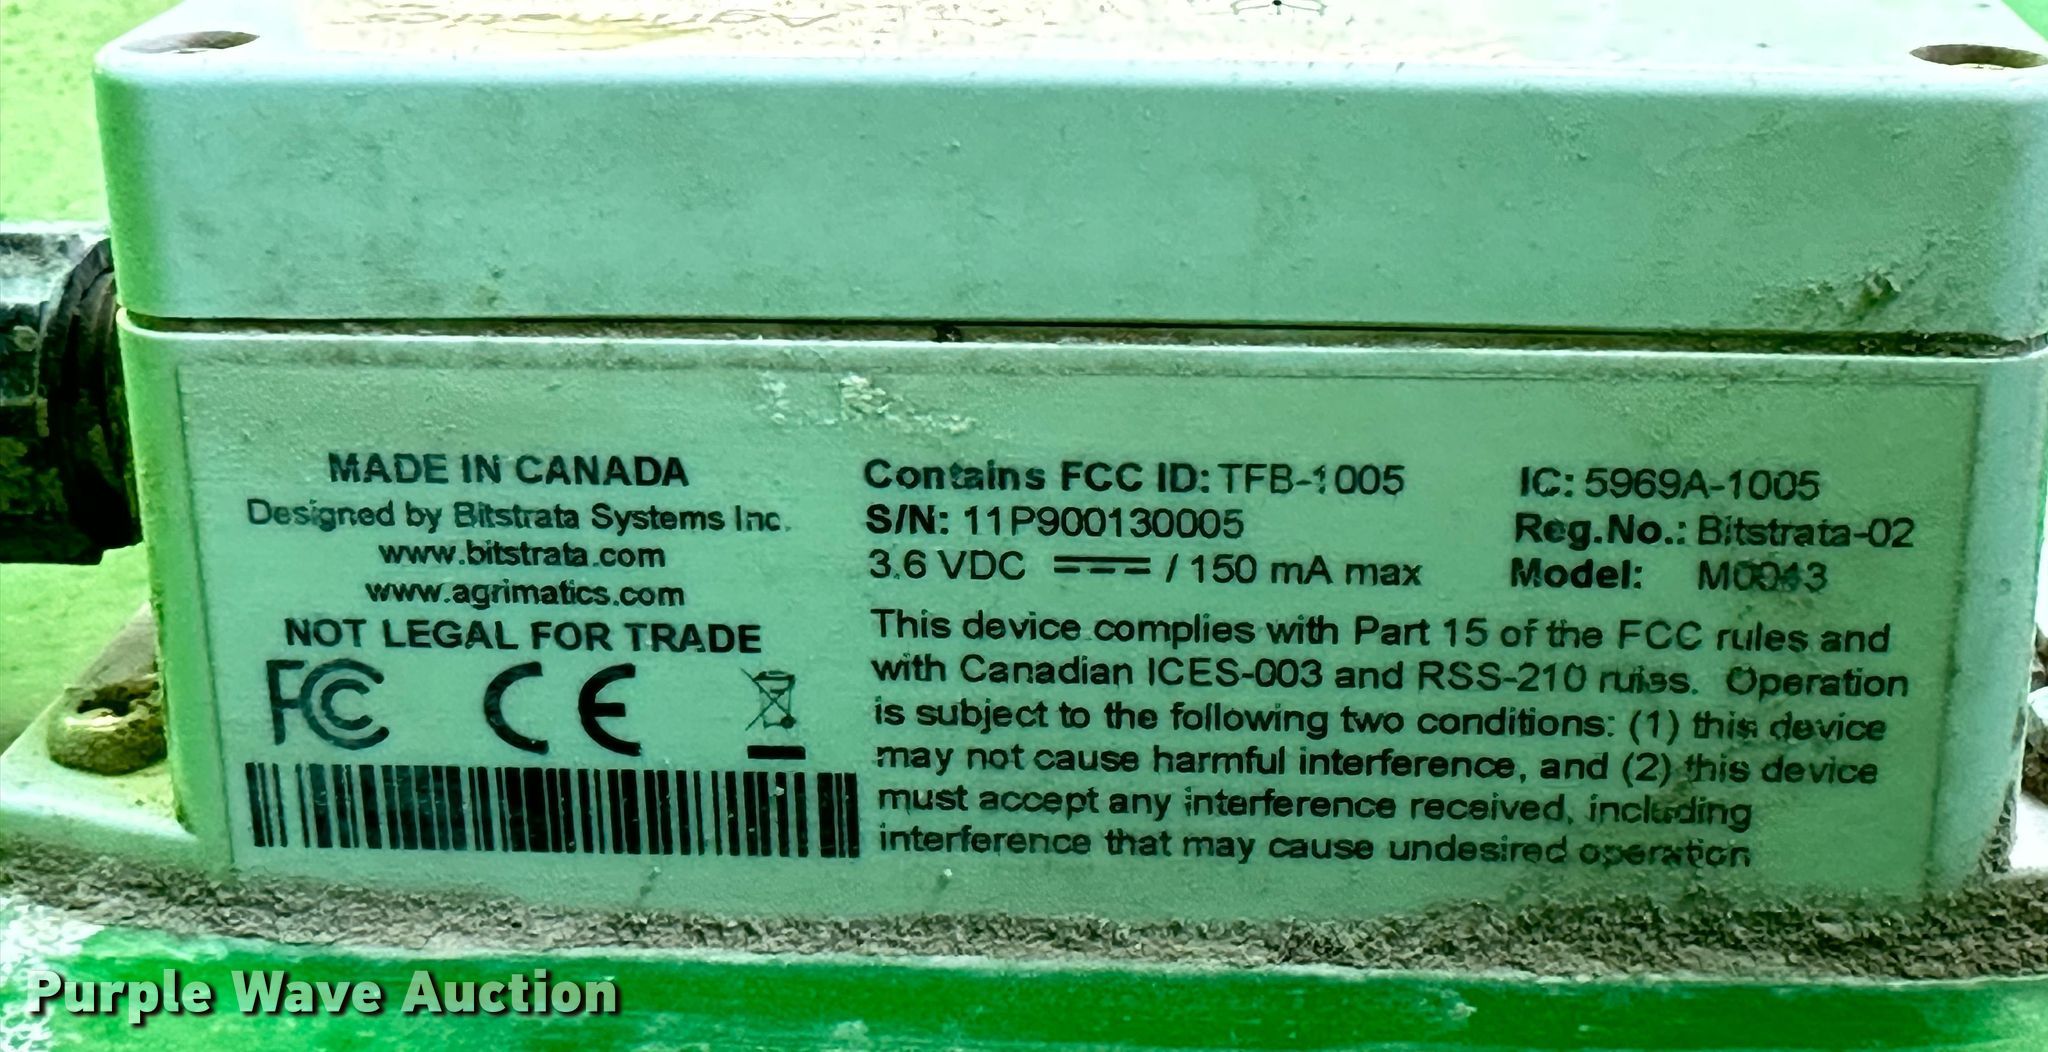 MADE IN CANADA
Designed by Bitstrata Systems Inc.
www.bitstrata.com
www.agrimatics.com
NOT LEGAL FOR TRADE
FCC CE
Contains FCC ID: TFB-1005
S/N: 11P900130005
3.6 VDC / 150 mA max
IC: 5969A-1005
Reg.No.: Bitstrata-02
Model:
This device complies with Part 15 of the FCC rules and
with Canadian ICES-003 and RSS-210 rules. Operation
is subject to the following two conditions: (1) this device
may not cause harmful interference, and (2) this device
must accept any interference received, including
interference that may cause undesired operation
Purple Wave Auction